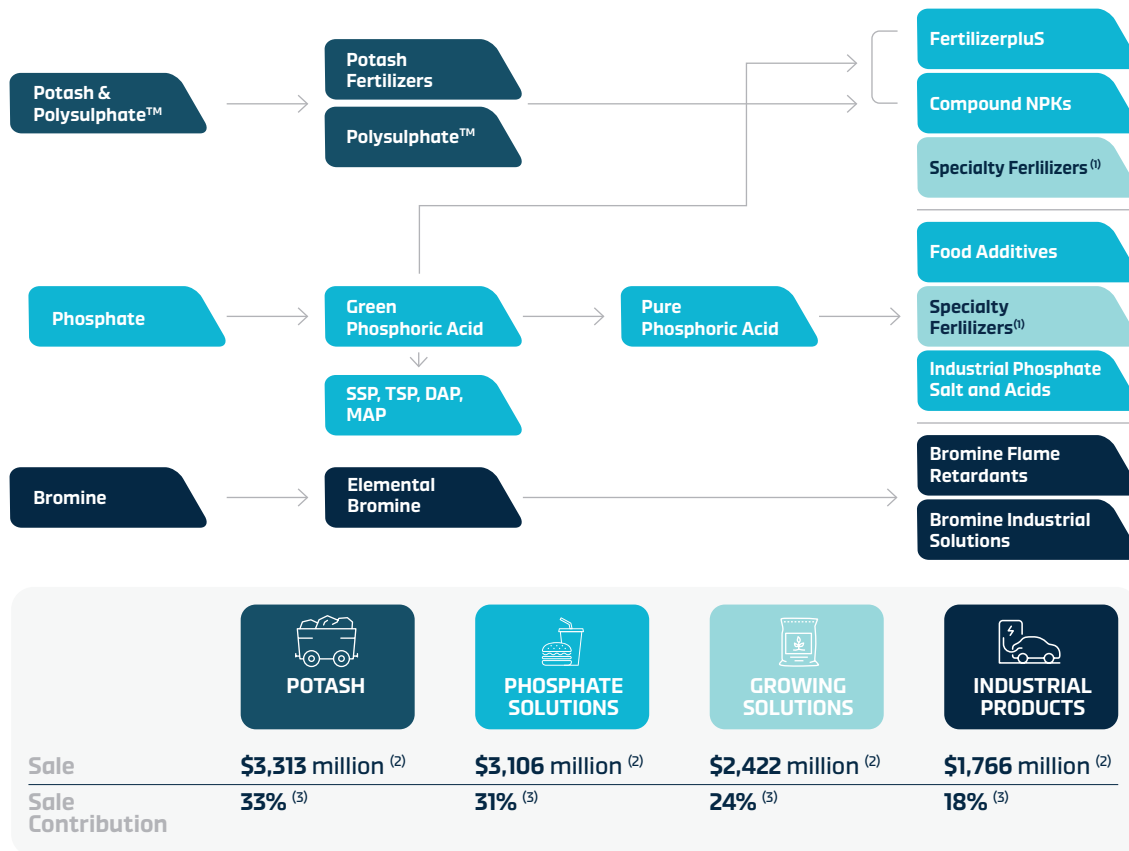 Potash &
Polysulphate™
Potash
Fertilizers
Polysulphate™
FertilizerpluS
Compound NPKs
Specialty Ferlilizers (1)
Phosphate
Green
Phosphoric Acid
Pure
Phosphoric Acid
SSP, TSP, DAP,
MAP
Food Additives
Specialty
Ferlilizers(1)
Industrial Phosphate
Salt and Acids
Bromine
Elemental
Bromine
Bromine Flame
Retardants
Bromine Industrial
Solutions
POTASH
PHOSPHATE
SOLUTIONS
GROWING
SOLUTIONS
INDUSTRIAL
PRODUCTS
Sale
$3,313 million (2)
$3,106 million (2)
$2,422 million (2)
$1,766 million (2)
Sale
Contribution
33% (3)
31% (3)
24% (3)
18% (3)